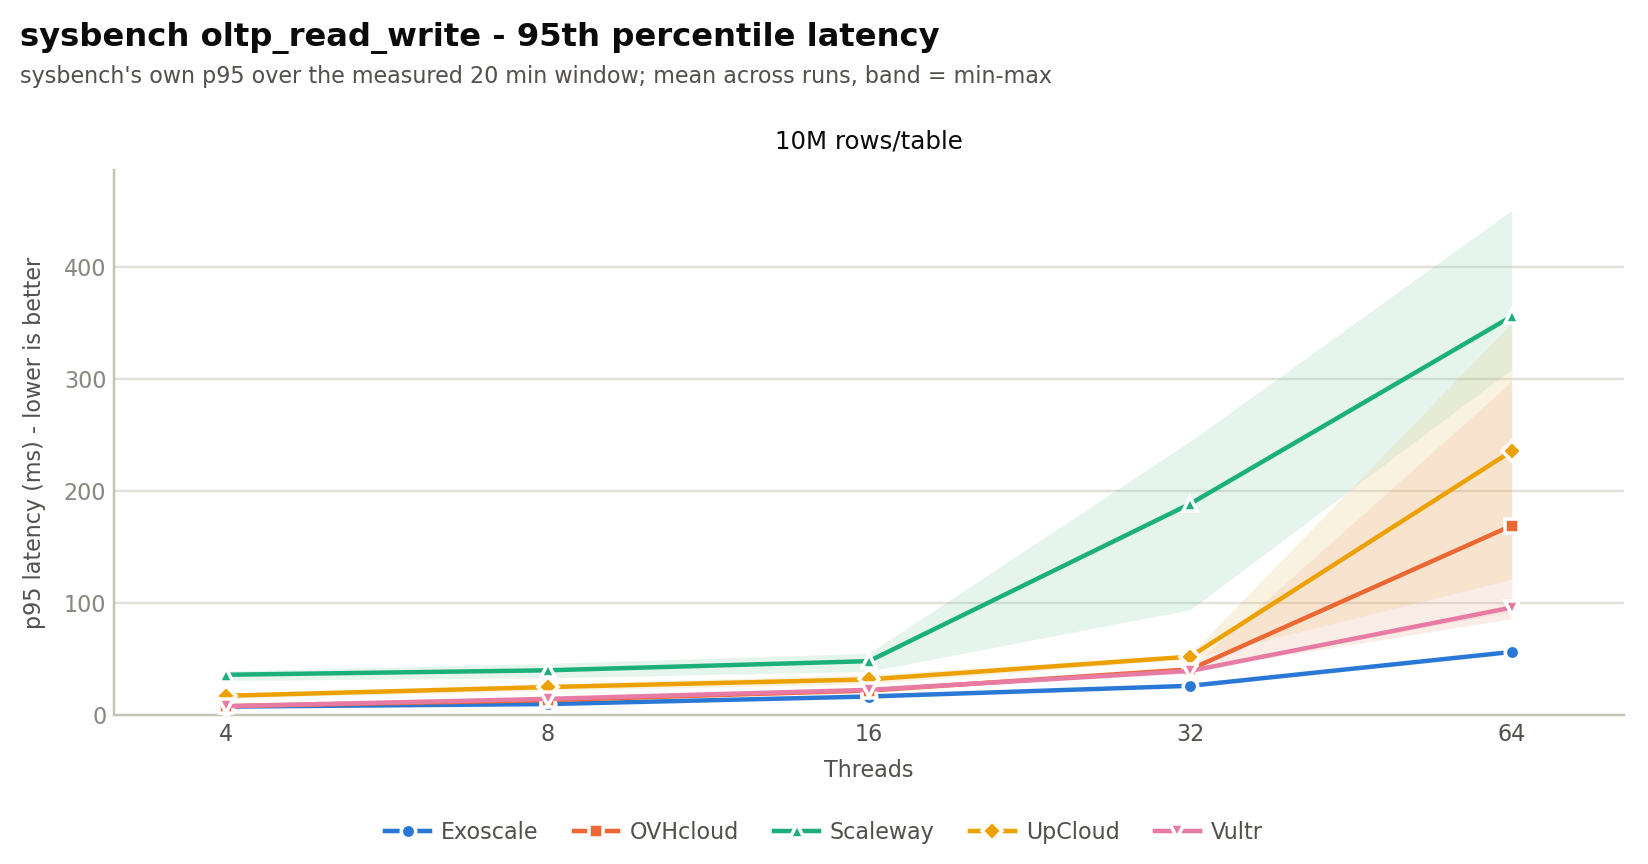 sysbench oltp_read_write - 95th percentile latency
sysbench's own p95 over the measured 20 min window; mean across runs, band = min-max
10M rows/table
p95 latency (ms) - lower is better
400
300
200
100
0
4 8 16 32 64
Threads
Exoscale OVHcloud Scaleway UpCloud Vultr